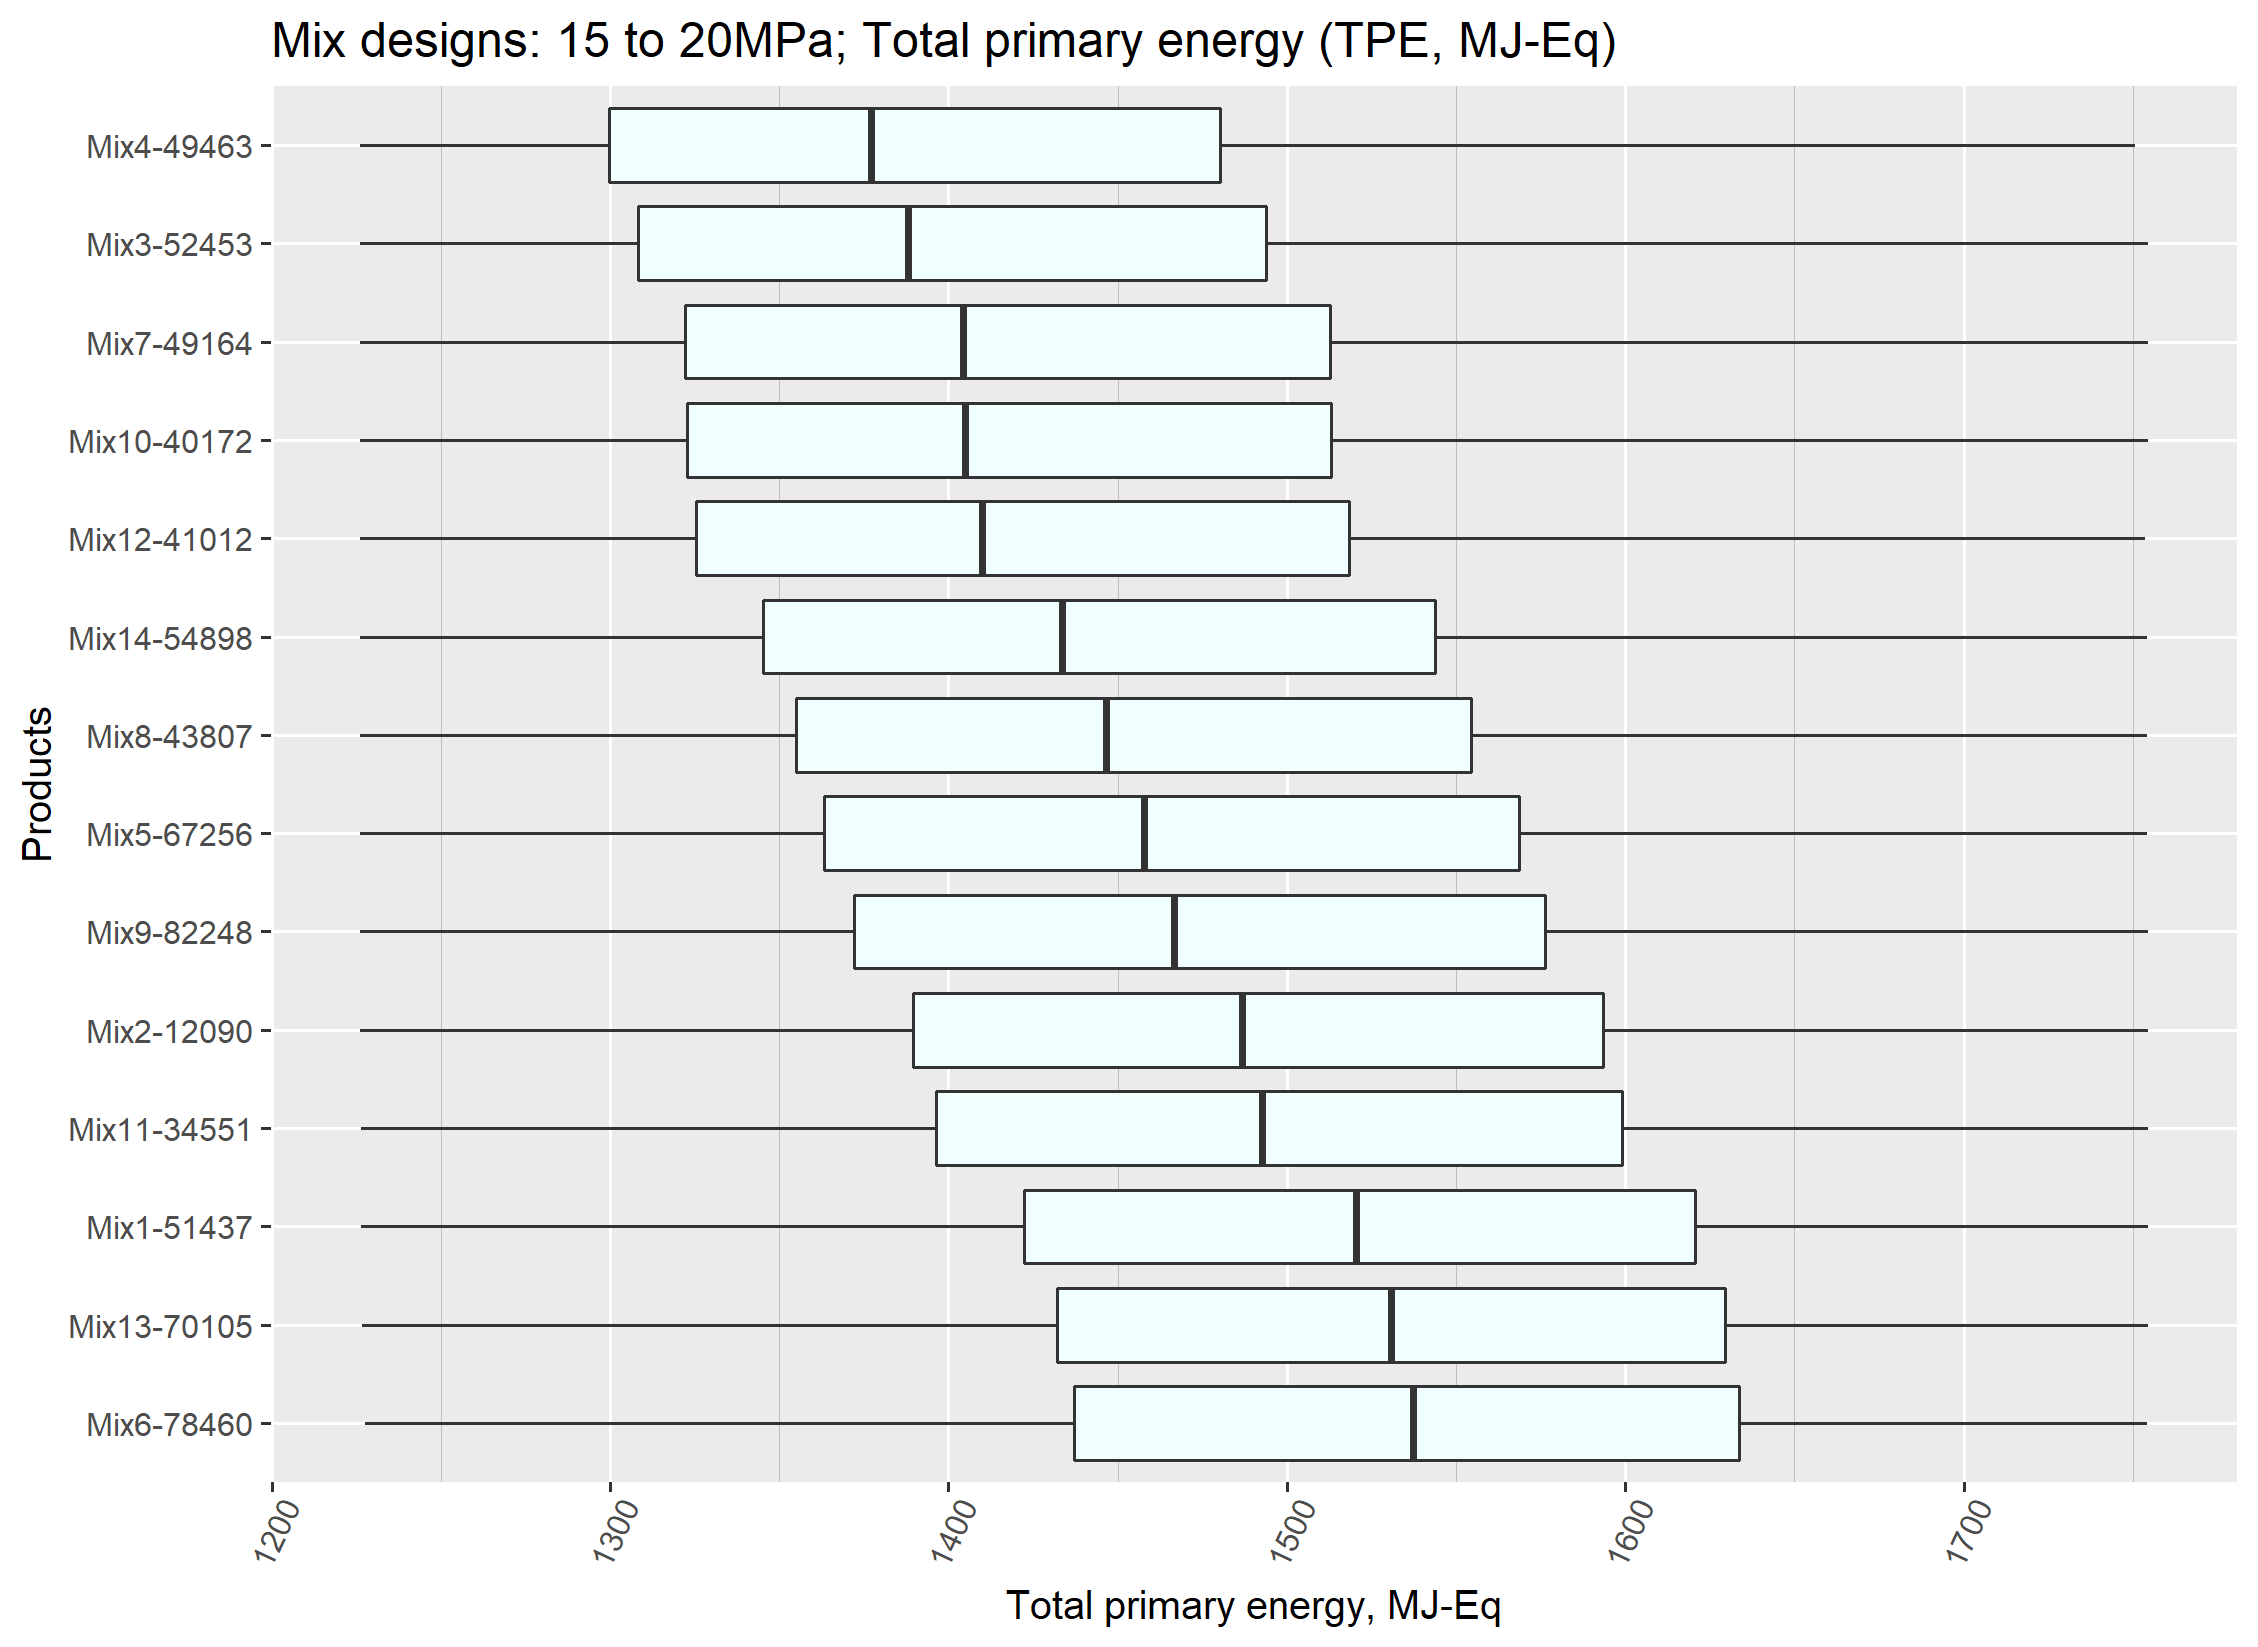 Mix designs: 15 to 20MPa; Total primary energy (TPE, MJ-Eq)
Products
Mix4-49463
Mix3-52453
Mix7-49164
Mix10-40172
Mix12-41012
Mix14-54898
Mix8-43807
Mix5-67256
Mix9-82248
Mix2-12090
Mix11-34551
Mix1-51437
Mix13-70105
Mix6-78460
1200 1300 1400 1500 1600 1700
Total primary energy, MJ-Eq